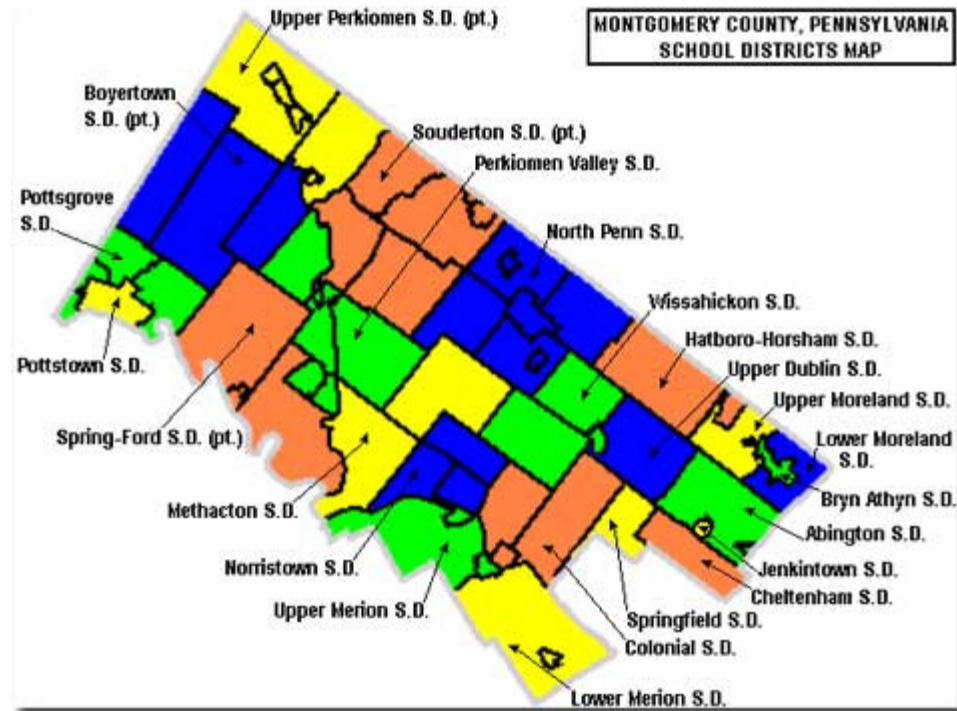 Upper Perkiomen S.D. (pt.)
MONTGOMERY COUNTY, PENNSYLVANIA
SCHOOL DISTRICTS MAP
Boyertown
S.D. (pt.)
Souderton S.D. (pt.)
Perkiomen Valley S.D.
Pottsgrove
S.D.
North Penn S.D.
Wissahickon S.D.
Hatboro-Horsham S.D.
Pottstown S.D.
Upper Dublin S.D.
Upper Moreland S.D.
Spring-Ford S.D. (pt.)
Lower Moreland
S.D.
Bryn Athyn S.D.
Methacton S.D.
Abington S.D.
Norristown S.D.
Jenkintown S.D.
Cheltenham S.D.
Upper Merion S.D.
Springfield S.D.
Colonial S.D.
Lower Merion S.D.